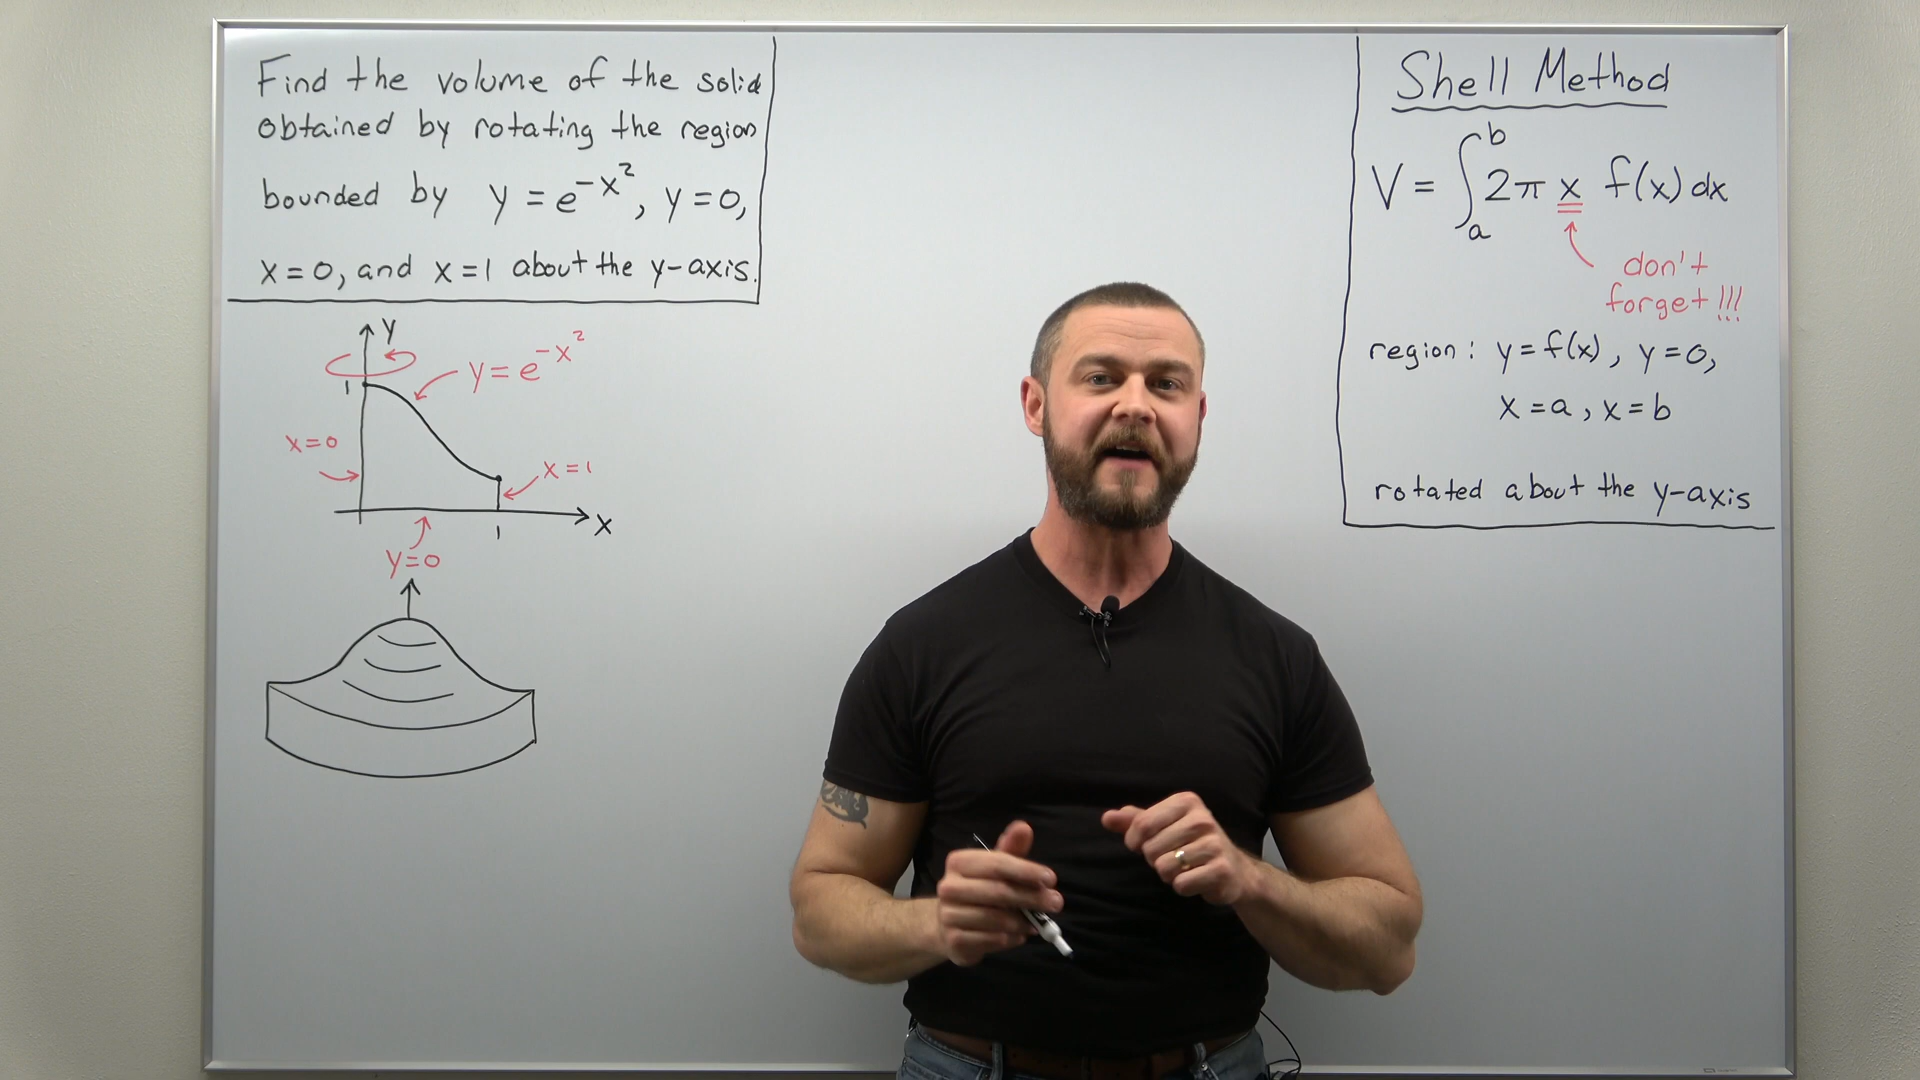 Find the volume of the solid
obtained by rotating the region
bounded by y = e^{-x^2}, y=0,
x=0, and x=1 about the y-axis.
y
1
y = e^{-x^2}
x=0
x=1
x
1
y=0
Shell Method
V = ∫_a^b 2π x f(x) dx
don't
forget!!!
region: y=f(x), y=0,
x=a, x=b
rotated about the y-axis